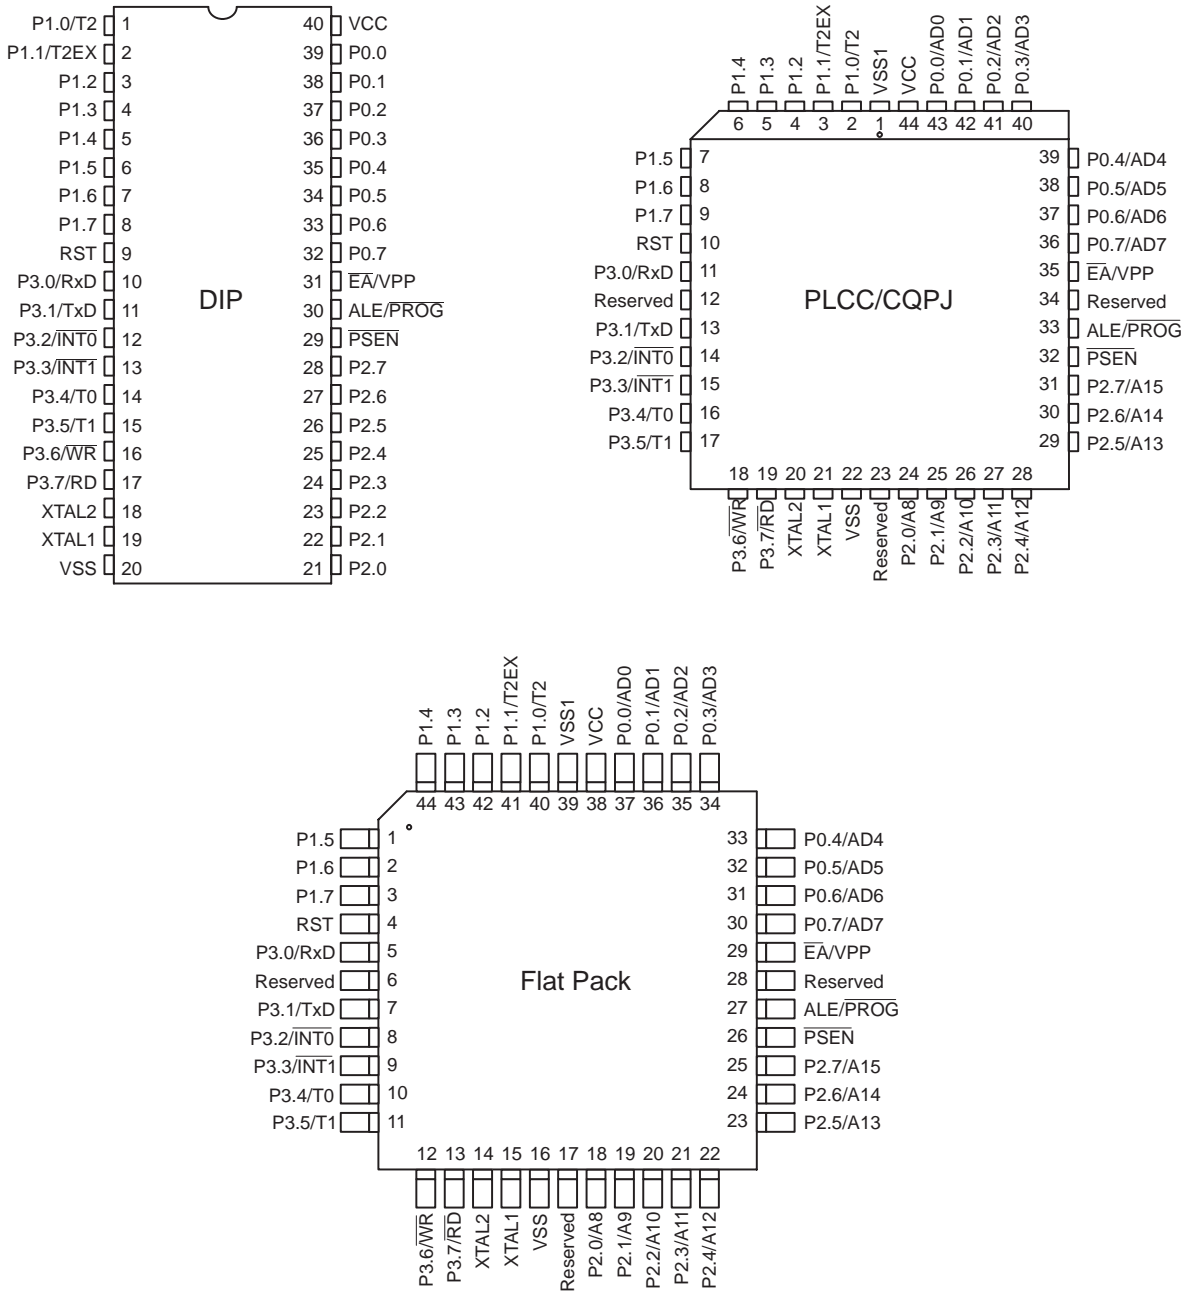 P1.0/T2 1 40 VCC
P1.1/T2EX 2 39 P0.0
P1.2 3 38 P0.1
P1.3 4 37 P0.2
P1.4 5 36 P0.3
P1.5 6 35 P0.4
P1.6 7 34 P0.5
P1.7 8 33 P0.6
RST 9 32 P0.7
P3.0/RxD 10 31 EA/VPP
P3.1/TxD 11 30 ALE/PROG
P3.2/INT0 12 29 PSEN
P3.3/INT1 13 28 P2.7
P3.4/T0 14 27 P2.6
P3.5/T1 15 26 P2.5
P3.6/WR 16 25 P2.4
P3.7/RD 17 24 P2.3
XTAL2 18 23 P2.2
XTAL1 19 22 P2.1
VSS 20 21 P2.0
DIP
P1.4 P1.3 P1.2 P1.1/T2EX P1.0/T2 VSS1 VCC P0.0/AD0 P0.1/AD1 P0.2/AD2 P0.3/AD3
6 5 4 3 2 1 44 43 42 41 40
P1.5 7 39 P0.4/AD4
P1.6 8 38 P0.5/AD5
P1.7 9 37 P0.6/AD6
RST 10 36 P0.7/AD7
P3.0/RxD 11 35 EA/VPP
Reserved 12 34 Reserved
P3.1/TxD 13 33 ALE/PROG
P3.2/INT0 14 32 PSEN
P3.3/INT1 15 31 P2.7/A15
P3.4/T0 16 30 P2.6/A14
P3.5/T1 17 29 P2.5/A13
PLCC/CQPJ
18 19 20 21 22 23 24 25 26 27 28
P3.6/WR P3.7/RD XTAL2 XTAL1 VSS Reserved P2.0/A8 P2.1/A9 P2.2/A10 P2.3/A11 P2.4/A12
P1.4 P1.3 P1.2 P1.1/T2EX P1.0/T2 VSS1 VCC P0.0/AD0 P0.1/AD1 P0.2/AD2 P0.3/AD3
44 43 42 41 40 39 38 37 36 35 34
P1.5 1 33 P0.4/AD4
P1.6 2 32 P0.5/AD5
P1.7 3 31 P0.6/AD6
RST 4 30 P0.7/AD7
P3.0/RxD 5 29 EA/VPP
Reserved 6 28 Reserved
P3.1/TxD 7 27 ALE/PROG
P3.2/INT0 8 26 PSEN
P3.3/INT1 9 25 P2.7/A15
P3.4/T0 10 24 P2.6/A14
P3.5/T1 11 23 P2.5/A13
Flat Pack
12 13 14 15 16 17 18 19 20 21 22
P3.6/WR P3.7/RD XTAL2 XTAL1 VSS Reserved P2.0/A8 P2.1/A9 P2.2/A10 P2.3/A11 P2.4/A12